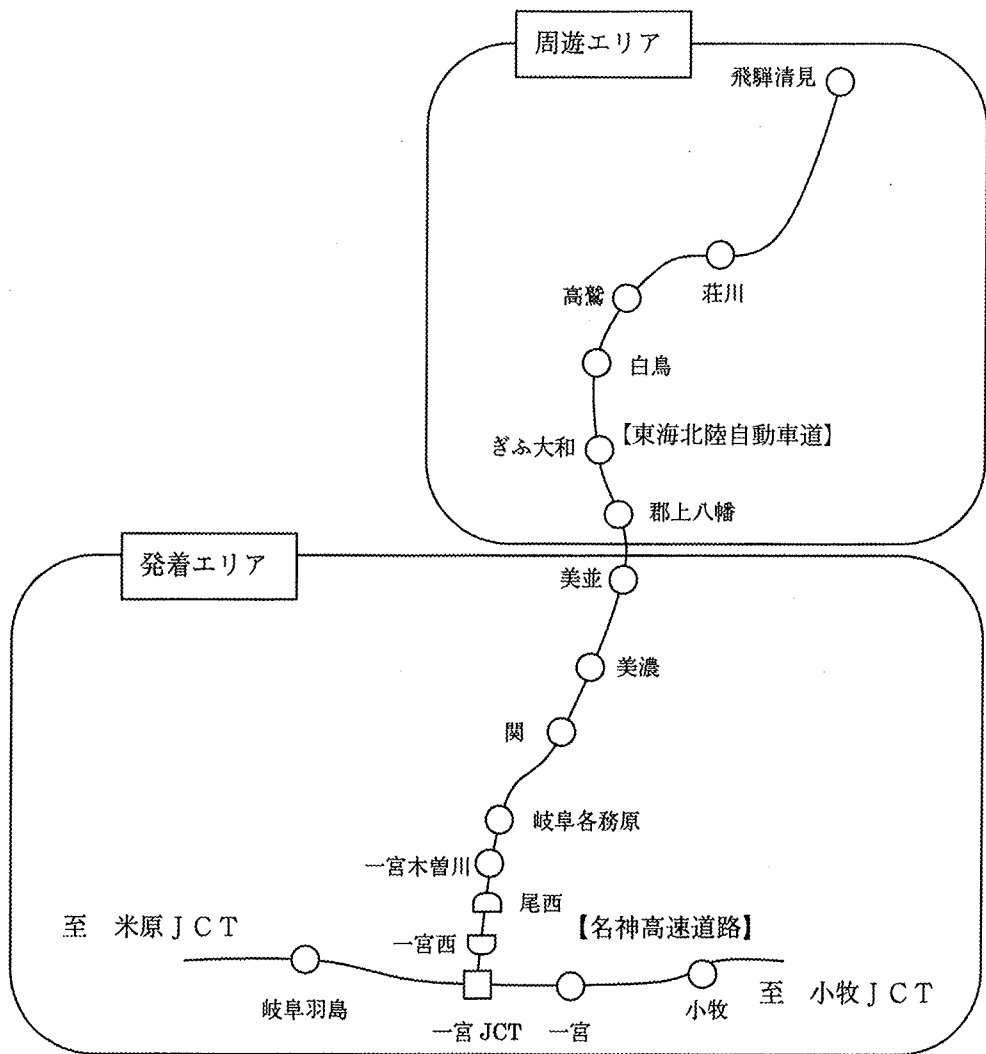 周遊エリア
飛騨清見
荘川
高鷲
白鳥
ぎふ大和
【東海北陸自動車道】
郡上八幡
発着エリア
美並
美濃
関
岐阜各務原
一宮木曽川
尾西
至 米原JCT
一宮西
【名神高速道路】
岐阜羽島
一宮JCT
一宮
小牧
至 小牧JCT